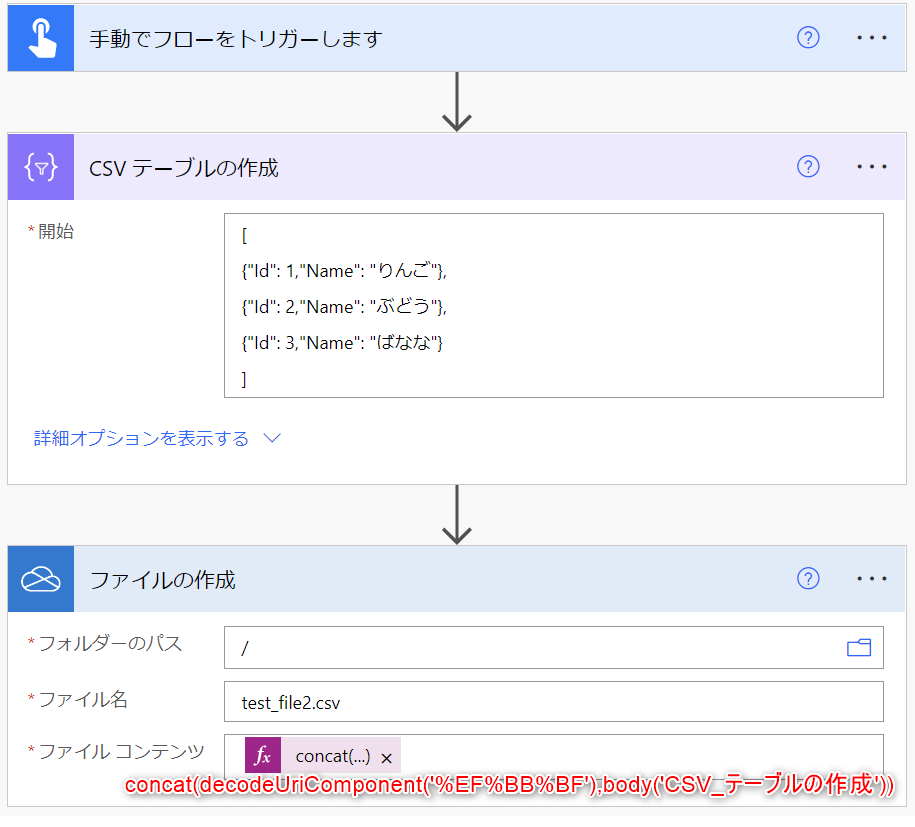 手動でフローをトリガーします
CSV テーブルの作成
*開始
[
{"Id": 1,"Name": "りんご"},
{"Id": 2,"Name": "ぶどう"},
{"Id": 3,"Name": "ばなな"}
]
詳細オプションを表示する
ファイルの作成
*フォルダーのパス
/
*ファイル名
test_file2.csv
*ファイル コンテンツ
fx concat(...) ×
concat(decodeUriComponent('%EF%BB%BF'),body('CSV_テーブルの作成'))